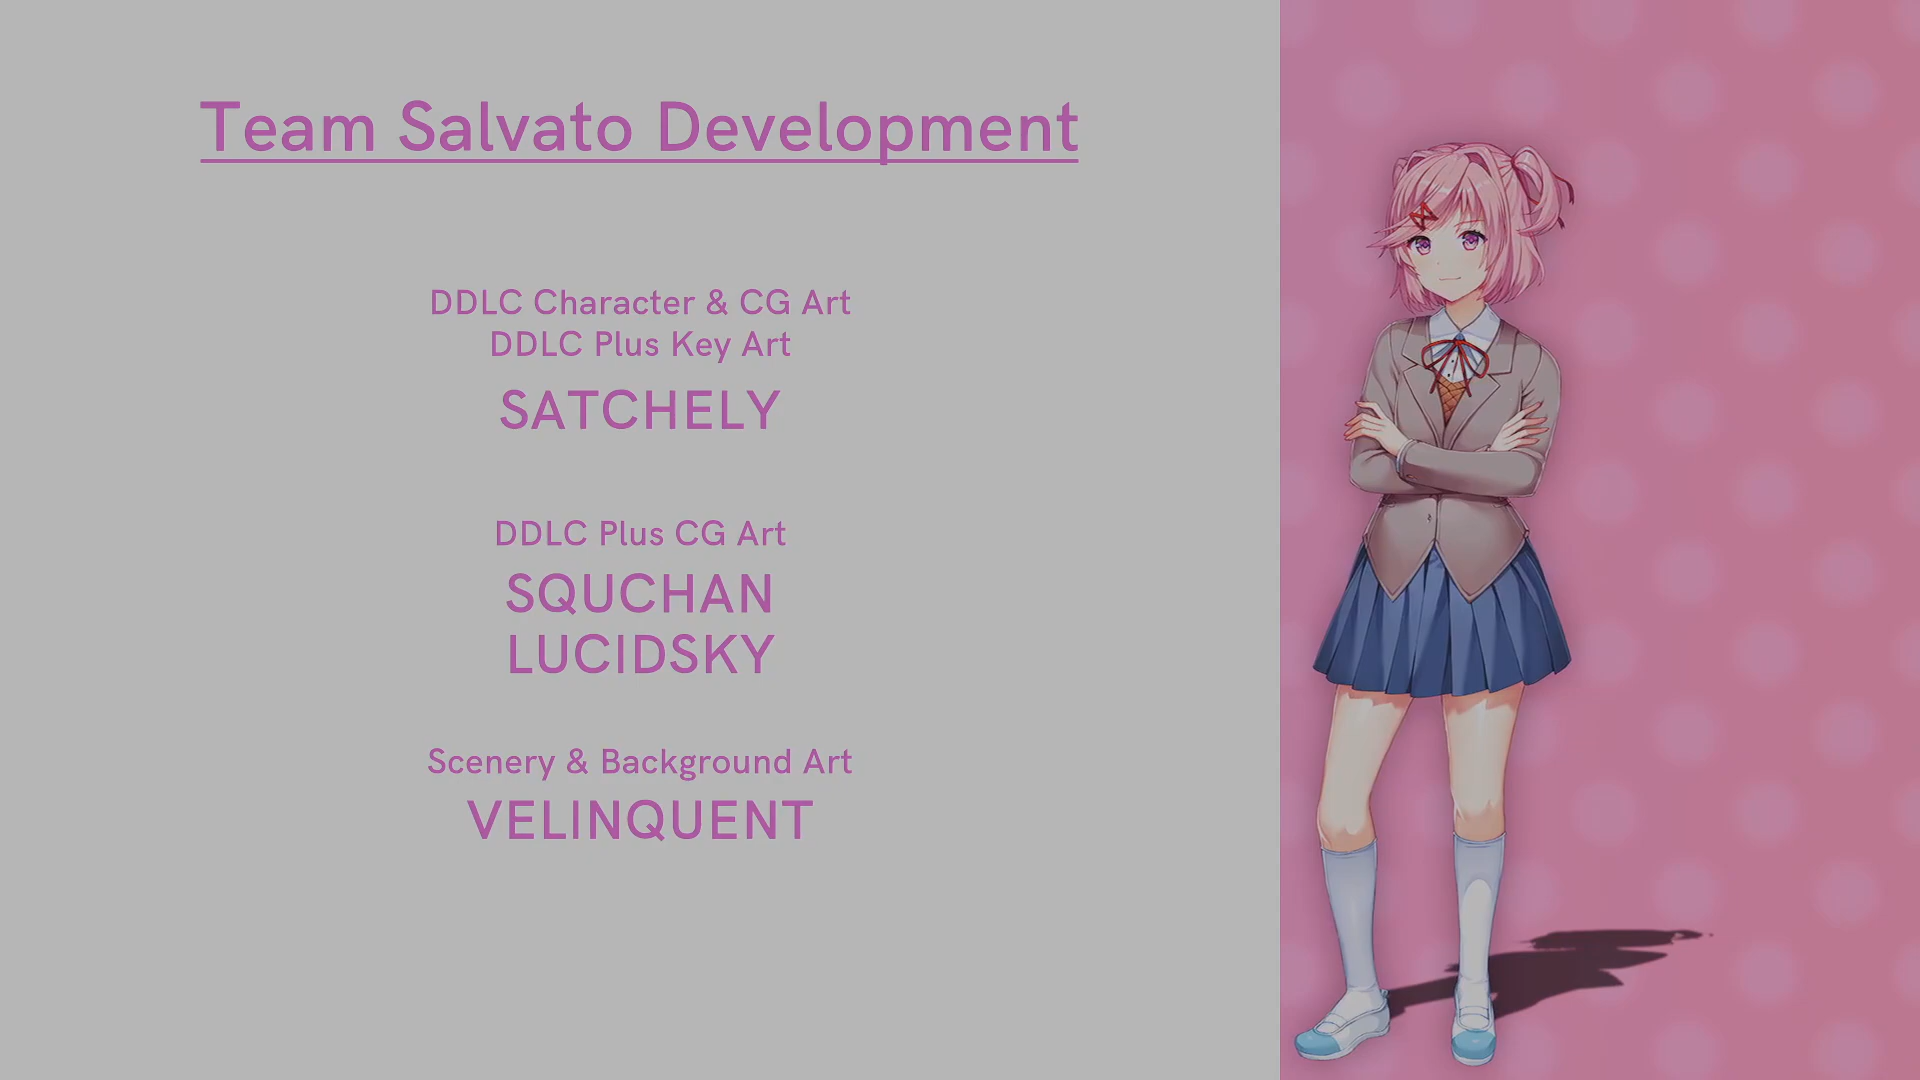 Team Salvato Development
DDLC Character & CG Art
DDLC Plus Key Art
SATCHELY
DDLC Plus CG Art
SQUCHAN
LUCIDSKY
Scenery & Background Art
VELINQUENT